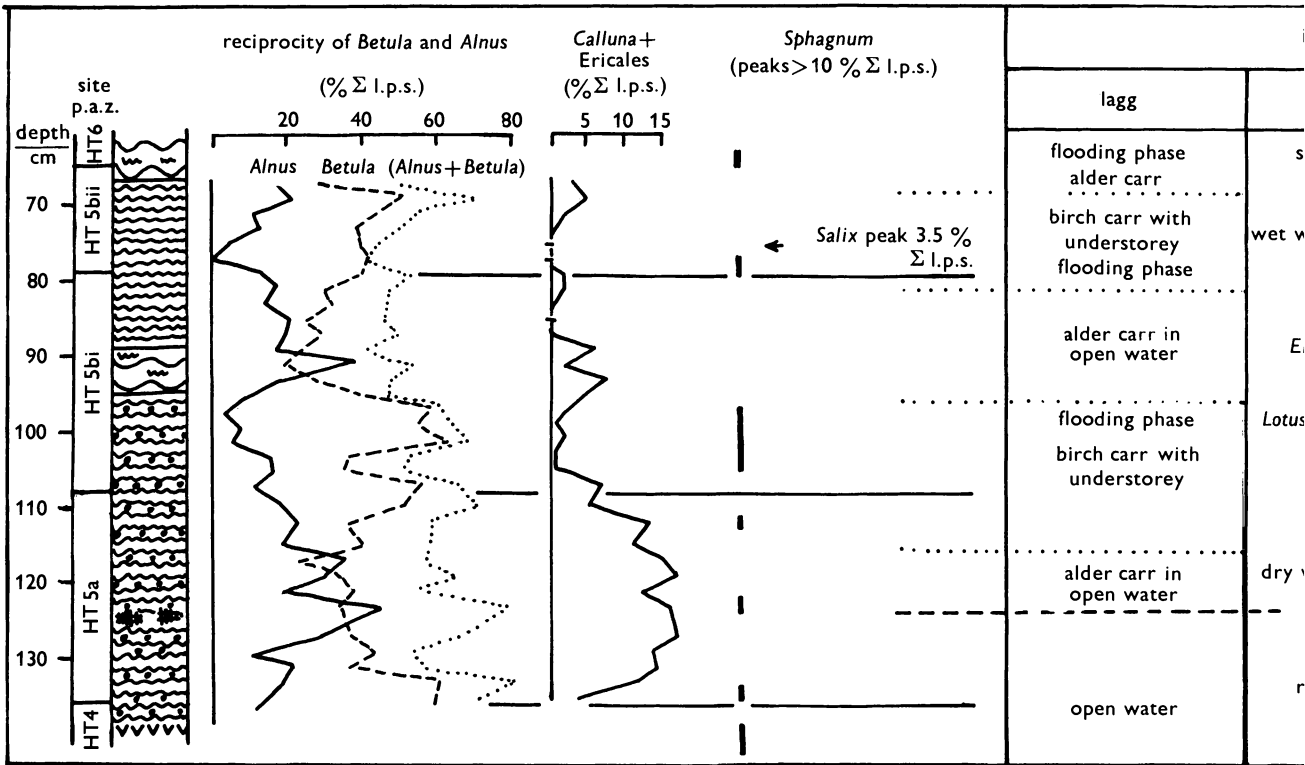 reciprocity of Betula and Alnus
(% Σ l.p.s.)
Calluna+
Ericales
(% Σ l.p.s.)
Sphagnum
(peaks>10 % Σ l.p.s.)
i
site
p.a.z.
depth
cm
20
40
60
80
5
10
15
lagg
Alnus
Betula
(Alnus+Betula)
HT6
HT 5bii
HT 5bi
HT 5a
HT4
70
80
90
100
110
120
130
Salix peak 3.5 %
Σ l.p.s.
flooding phase
alder carr
birch carr with
understorey
flooding phase
alder carr in
open water
flooding phase
birch carr with
understorey
alder carr in
open water
open water
s
wet w
El
Lotus
dry v
r